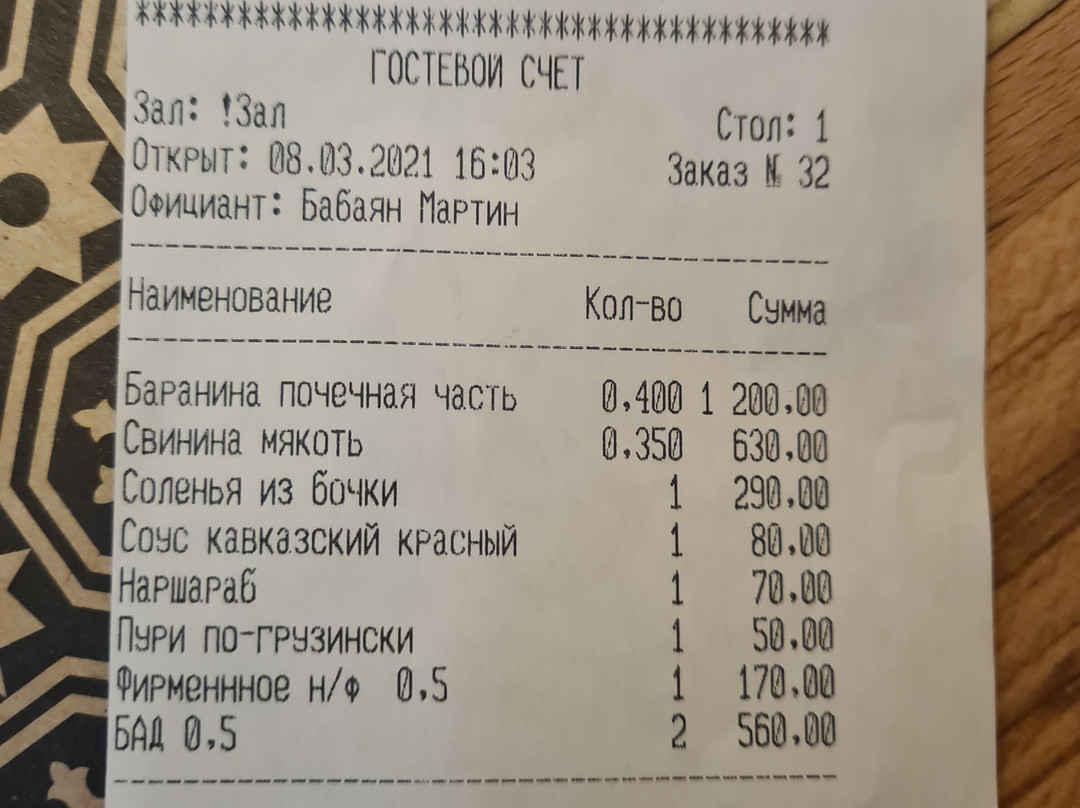 ****************************************
ГОСТЕВОЙ СЧЕТ
Зал: !Зал Стол: 1
Открыт: 08.03.2021 16:03 Заказ № 32
Официант: Бабаян Мартин
Наименование Кол-во Сумма
Баранина почечная часть 0,400 1 200,00
Свинина мякоть 0,350 630,00
Соленья из бочки 1 290,00
Соус кавказский красный 1 80,00
Наршараб 1 70,00
Пури по-грузински 1 50,00
Фирменнное н/ф 0,5 1 170,00
БАД 0,5 2 560,00